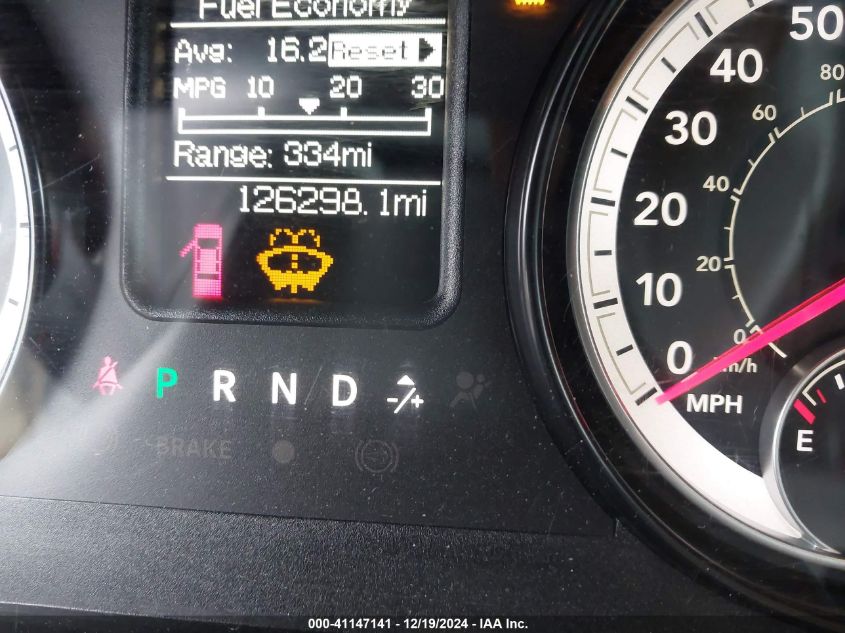 Fuel Economy
Avg: 16.2 Reset
MPG 10 20 30
Range: 334mi
126298.1mi
P R N D -/+
BRAKE
50
40
30
20
10
0
MPH
80
60
40
20
0
km/h
E
000-41147141 - 12/19/2024 - IAA Inc.